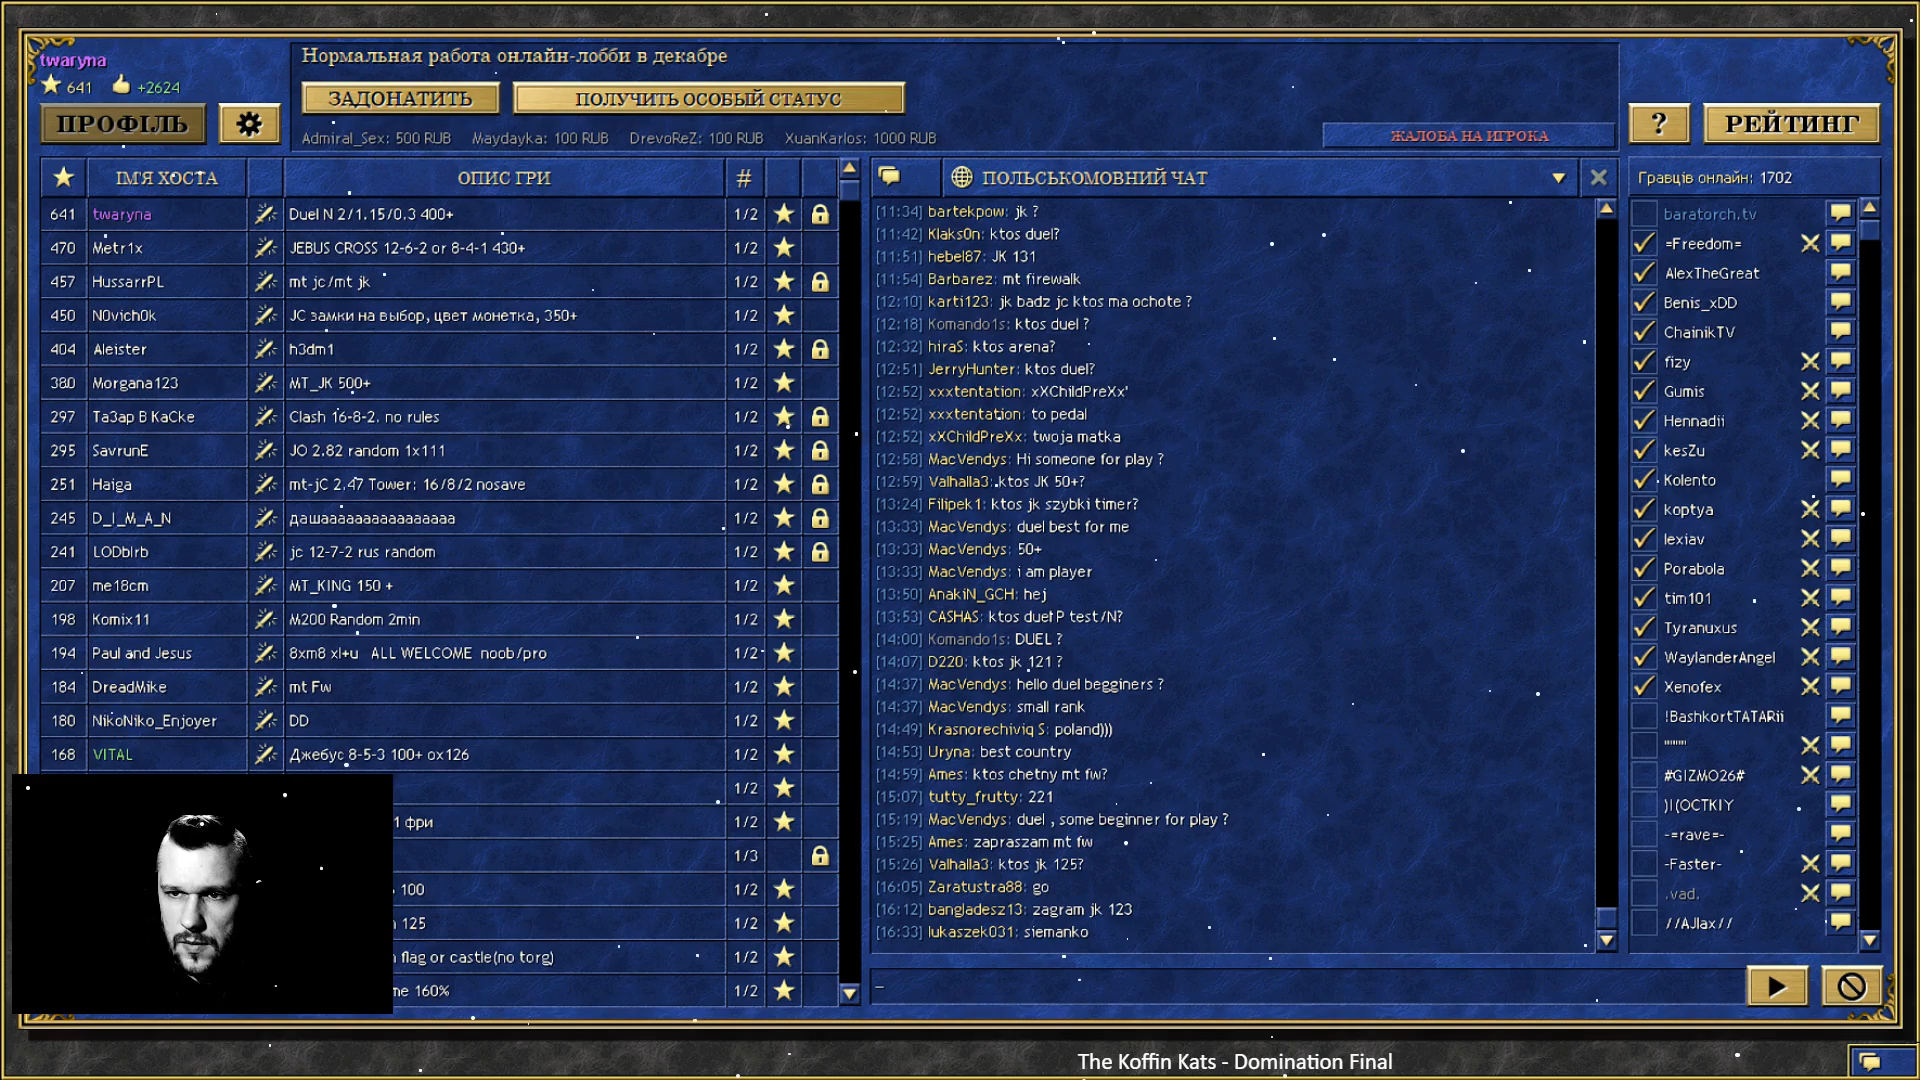 twaryna
641 +2624
ПРОФІЛЬ
Нормальная работа онлайн-лобби в декабре
ЗАДОНАТИТЬ ПОЛУЧИТЬ ОСОБЫЙ СТАТУС
Admiral_Sex: 500 RUB Maydayka: 100 RUB DrevoReZ: 100 RUB XuanKarlos: 1000 RUB
ЖАЛОБА НА ИГРОКА
? РЕЙТИНГ
ІМ'Я ХОСТА ОПИС ГРИ #
641 twaryna Duel N 2/1.15/0.3 400+ 1/2
470 Metr1x JEBUS CROSS 12-6-2 or 8-4-1 430+ 1/2
457 HussarrPL mt jc/mt jk 1/2
450 N0vich0k JC замки на выбор, цвет монетка, 350+ 1/2
404 Aleister h3dm1 1/2
380 Morgana123 MT_JK 500+ 1/2
297 Ta3ap B KaCke Clash 16-8-2. no rules 1/2
295 SavrunE JO 2.82 random 1x111 1/2
251 Haiga mt-jC 2.47 Tower: 16/8/2 nosave 1/2
245 D_I_M_A_N дашаааааааааааааааа 1/2
241 LODblrb jc 12-7-2 rus random 1/2
207 me18cm MT_KING 150 + 1/2
198 Komix11 M200 Random 2min 1/2
194 Paul and Jesus 8xm8 xl+u ALL WELCOME noob/pro 1/2
184 DreadMike mt Fw 1/2
180 NikoNiko_Enjoyer DD 1/2
168 VITAL Джебус 8-5-3 100+ ox126 1/2
1/2
1 фри 1/2
1/3
100 1/2
125 1/2
flag or castle(no torg) 1/2
me 160% 1/2
ПОЛЬСЬКОМОВНИЙ ЧАТ
[11:34] bartekpow: jk ?
[11:42] Klaks0n: ktos duel?
[11:51] hebel87: JK 131
[11:54] Barbarez: mt firewalk
[12:10] karti123: jk badz jc ktos ma ochote ?
[12:18] Komando1s: ktos duel ?
[12:32] hiraS: ktos arena?
[12:51] JerryHunter: ktos duel?
[12:52] xxxtentation: xXChildPreXx'
[12:52] xxxtentation: to pedal
[12:52] xXChildPreXx: twoja matka
[12:58] MacVendys: Hi someone for play ?
[12:59] Valhalla3: ktos JK 50+?
[13:24] Filipek1: ktos jk szybki timer?
[13:33] MacVendys: duel best for me
[13:33] MacVendys: 50+
[13:33] MacVendys: i am player
[13:50] AnakiN_GCH: hej
[13:53] CASHAS: ktos duel P test/N?
[14:00] Komando1s: DUEL ?
[14:07] D220: ktos jk 121 ?
[14:37] MacVendys: hello duel begginers ?
[14:37] MacVendys: small rank
[14:49] Krasnorechiviq S: poland)))
[14:53] Uryna: best country
[14:59] Ames: ktos chetny mt fw?
[15:07] tutty_frutty: 221
[15:19] MacVendys: duel , some beginner for play ?
[15:25] Ames: zapraszam mt fw
[15:26] Valhalla3: ktos jk 125?
[16:05] Zaratustra88: go
[16:12] bangladesz13: zagram jk 123
[16:33] lukaszek031: siemanko
Гравців онлайн: 1702
baratorch.tv
=Freedom=
AlexTheGreat
Benis_xDD
ChainikTV
fizy
Gumis
Hennadii
kesZu
Kolento
koptya
lexiav
Porabola
tim101
Tyranuxus
WaylanderAngel
Xenofex
!BashkortTATARii
#GIZMO26#
)I(OCTKIY
-=rave=-
-Faster-
.vad.
//AJlax//
The Koffin Kats - Domination Final